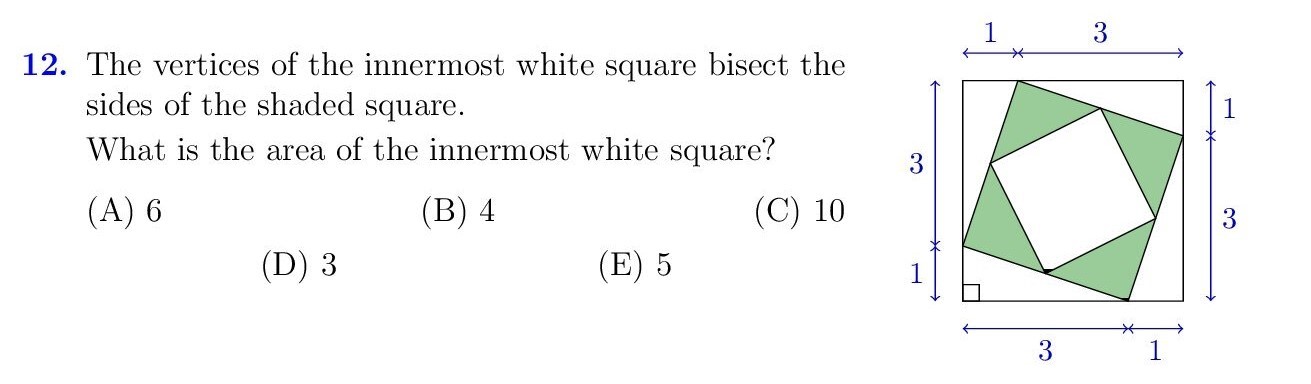 12. The vertices of the innermost white square bisect the
sides of the shaded square.
What is the area of the innermost white square?
(A) 6 (B) 4 (C) 10
(D) 3 (E) 5
1 3
1
3
3
1
3 1